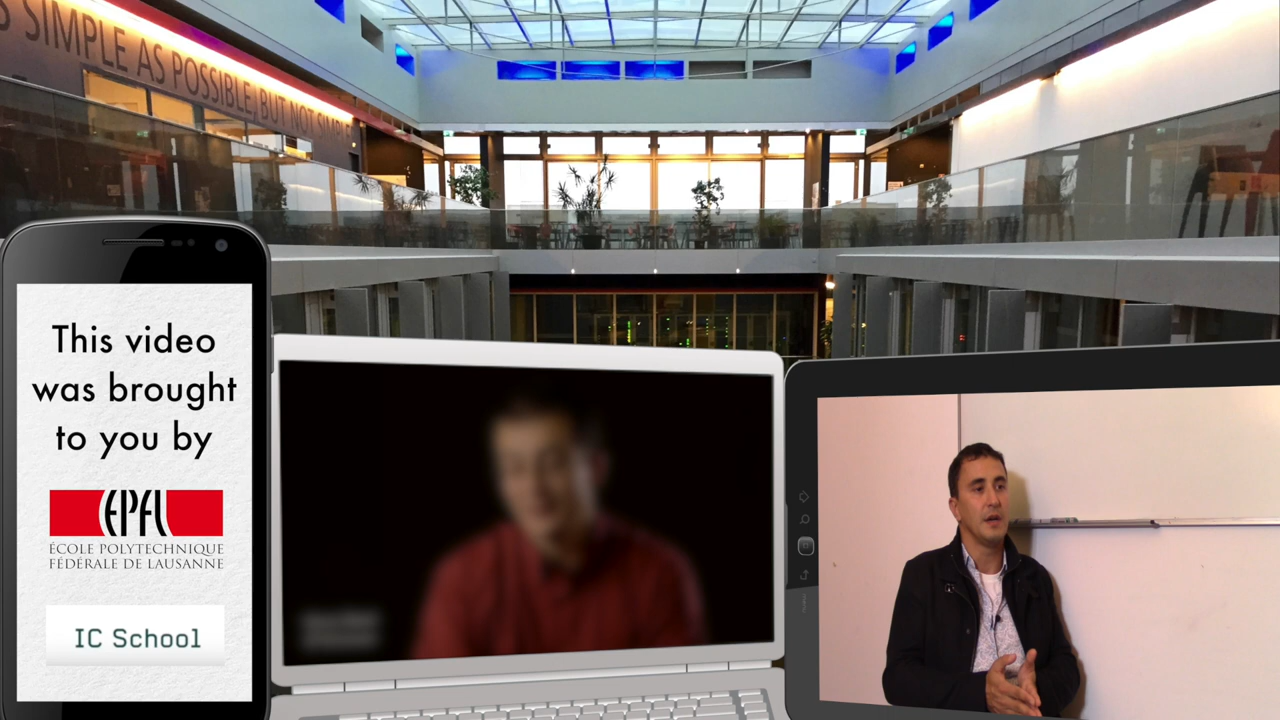 S SIMPLE AS POSSIBLE, BUT NOT SIMPLE
This video
was brought
to you by
EPFL
ÉCOLE POLYTECHNIQUE
FÉDÉRALE DE LAUSANNE
IC School